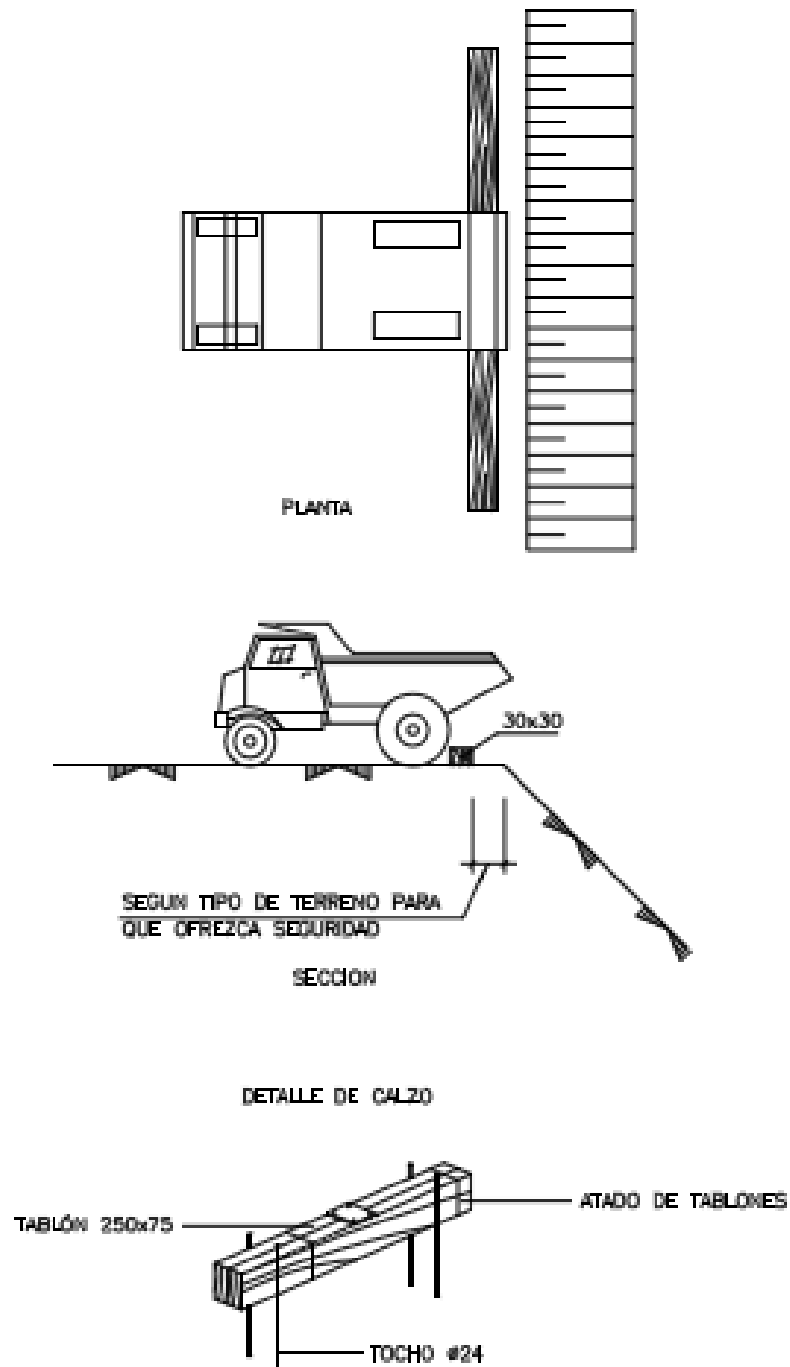 PLANTA
30x30
SEGUN TIPO DE TERRENO PARA
QUE OFREZCA SEGURIDAD
SECCION
DETALLE DE CALZO
TABLÓN 250x75
ATADO DE TABLONES
TOCHO ø24